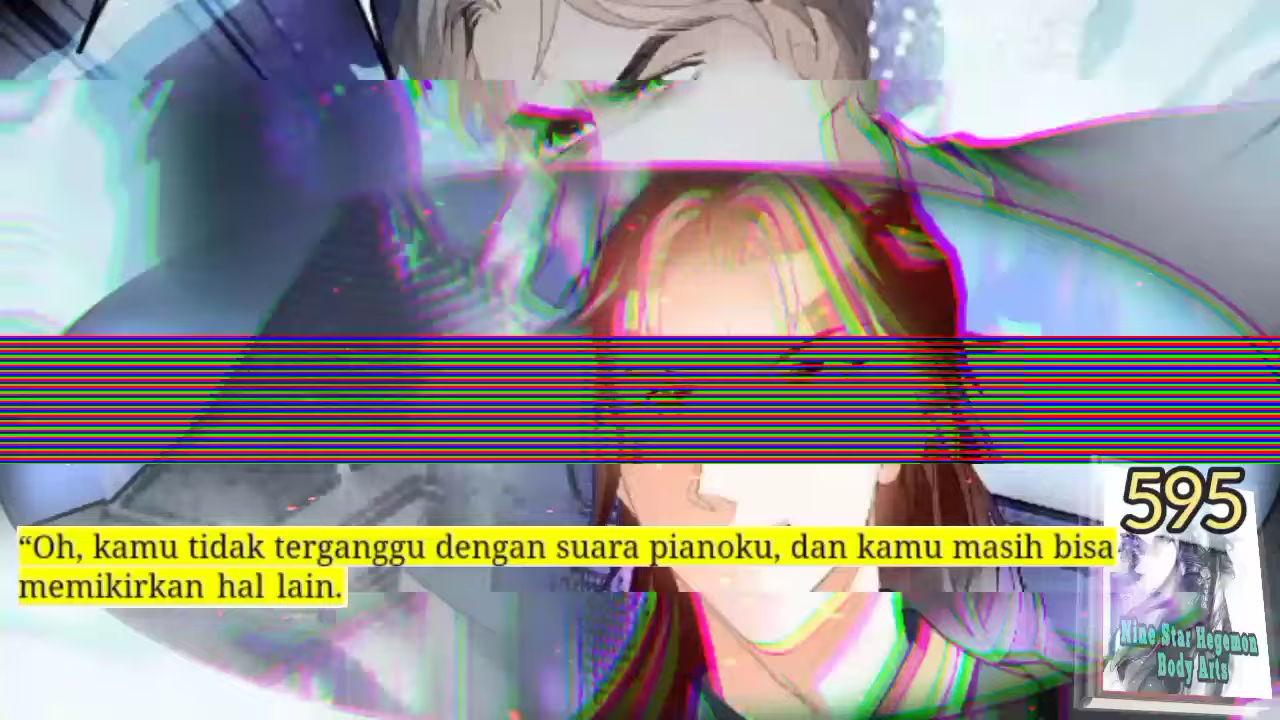 595
“Oh, kamu tidak terganggu dengan suara pianoku, dan kamu masih bisa
memikirkan hal lain.
Nine Star Hegemon
Body Arts